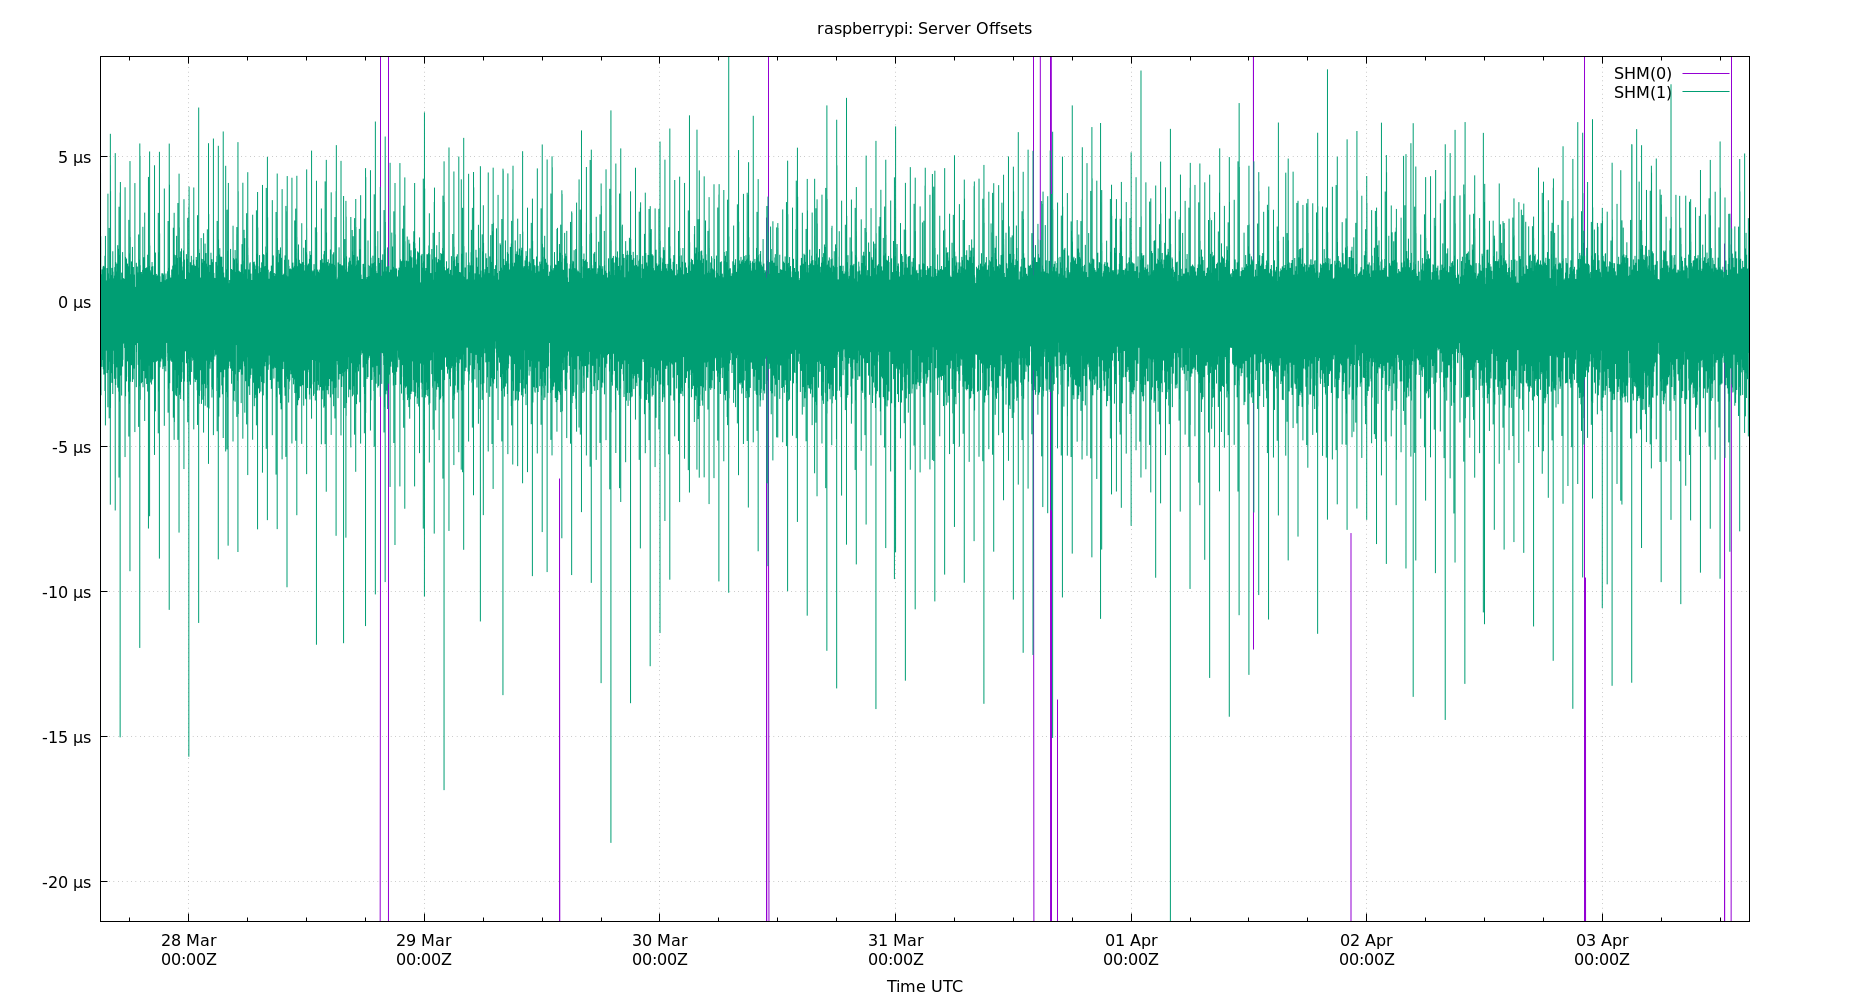 raspberrypi: Server Offsets
SHM(0)
SHM(1)
5 µs
0 µs
-5 µs
-10 µs
-15 µs
-20 µs
28 Mar 29 Mar 30 Mar 31 Mar 01 Apr 02 Apr 03 Apr
00:00Z 00:00Z 00:00Z 00:00Z 00:00Z 00:00Z 00:00Z
Time UTC